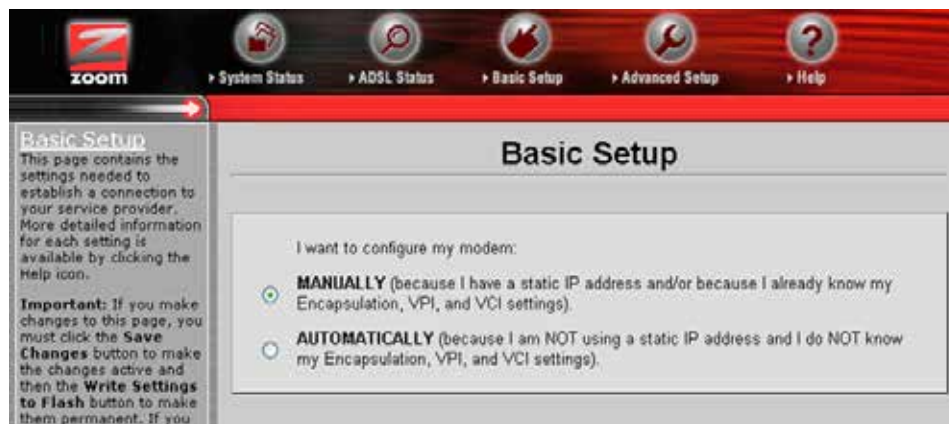 zoom
System Status
ADSL Status
Basic Setup
Advanced Setup
?
Help
Basic Setup
This page contains the
settings needed to
establish a connection to
your service provider.
More detailed information
for each setting is
available by clicking the
Help icon.
Important: If you make
changes to this page, you
must click the Save
Changes button to make
the changes active and
then the Write Settings
to Flash button to make
them permanent. If you
Basic Setup
I want to configure my modem:
MANUALLY (because I have a static IP address and/or because I already know my
Encapsulation, VPI, and VCI settings).
AUTOMATICALLY (because I am NOT using a static IP address and I do NOT know
my Encapsulation, VPI, and VCI settings).